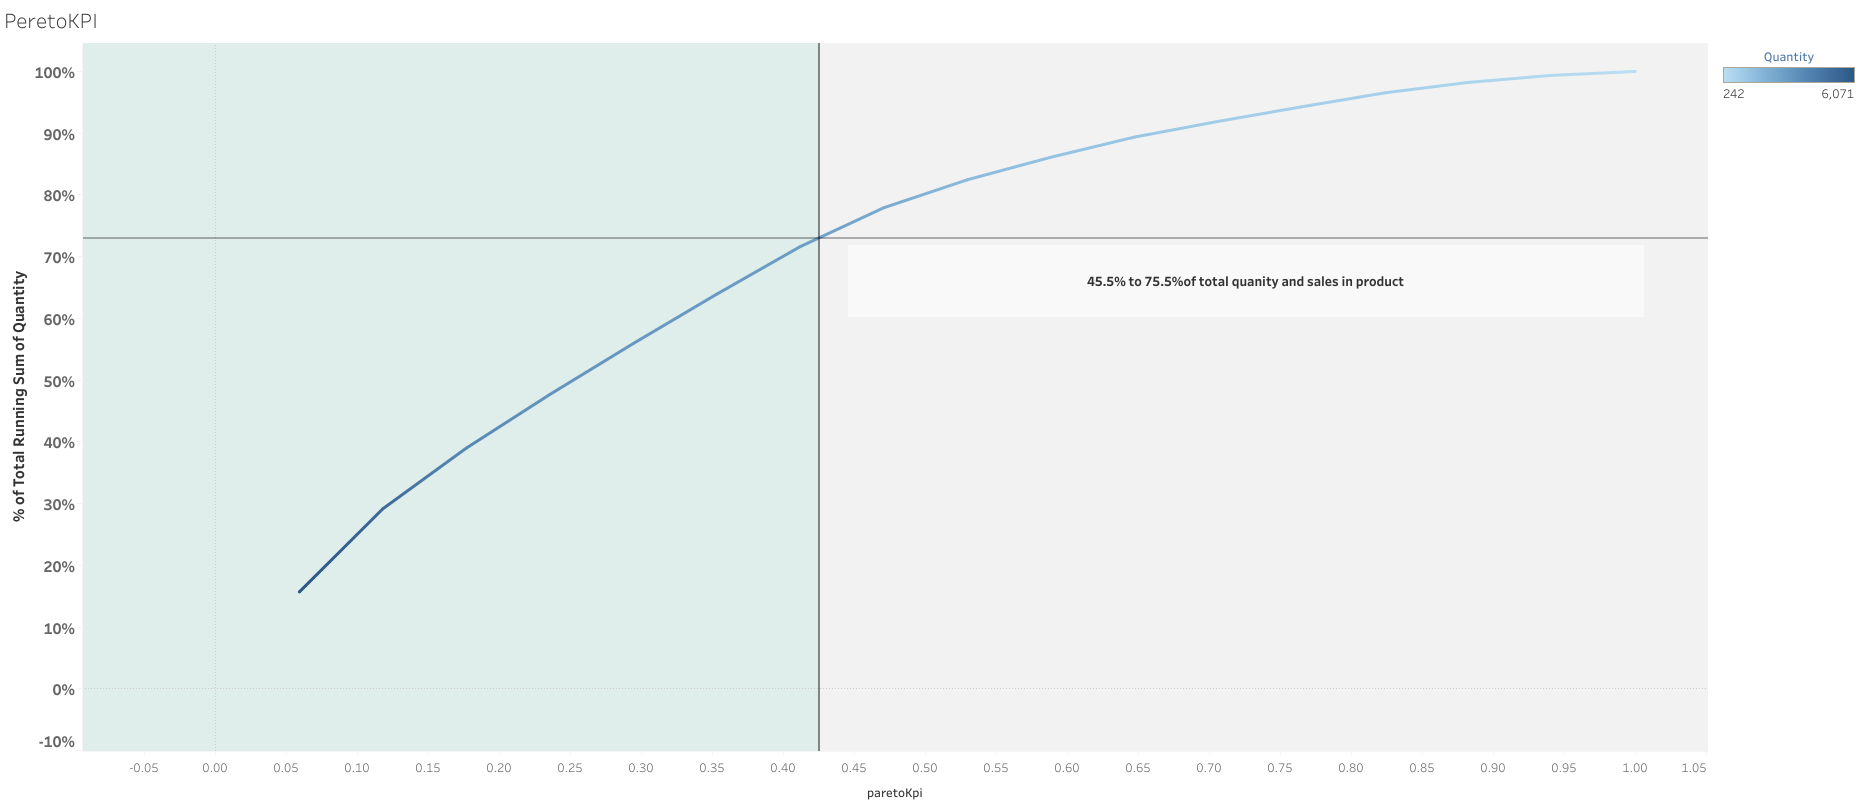 PeretoKPI
Quantity
242 6,071
100%
90%
80%
70%
60%
50%
40%
30%
20%
10%
0%
-10%
% of Total Running Sum of Quantity
45.5% to 75.5%of total quanity and sales in product
-0.05 0.00 0.05 0.10 0.15 0.20 0.25 0.30 0.35 0.40 0.45 0.50 0.55 0.60 0.65 0.70 0.75 0.80 0.85 0.90 0.95 1.00 1.05
paretoKpi